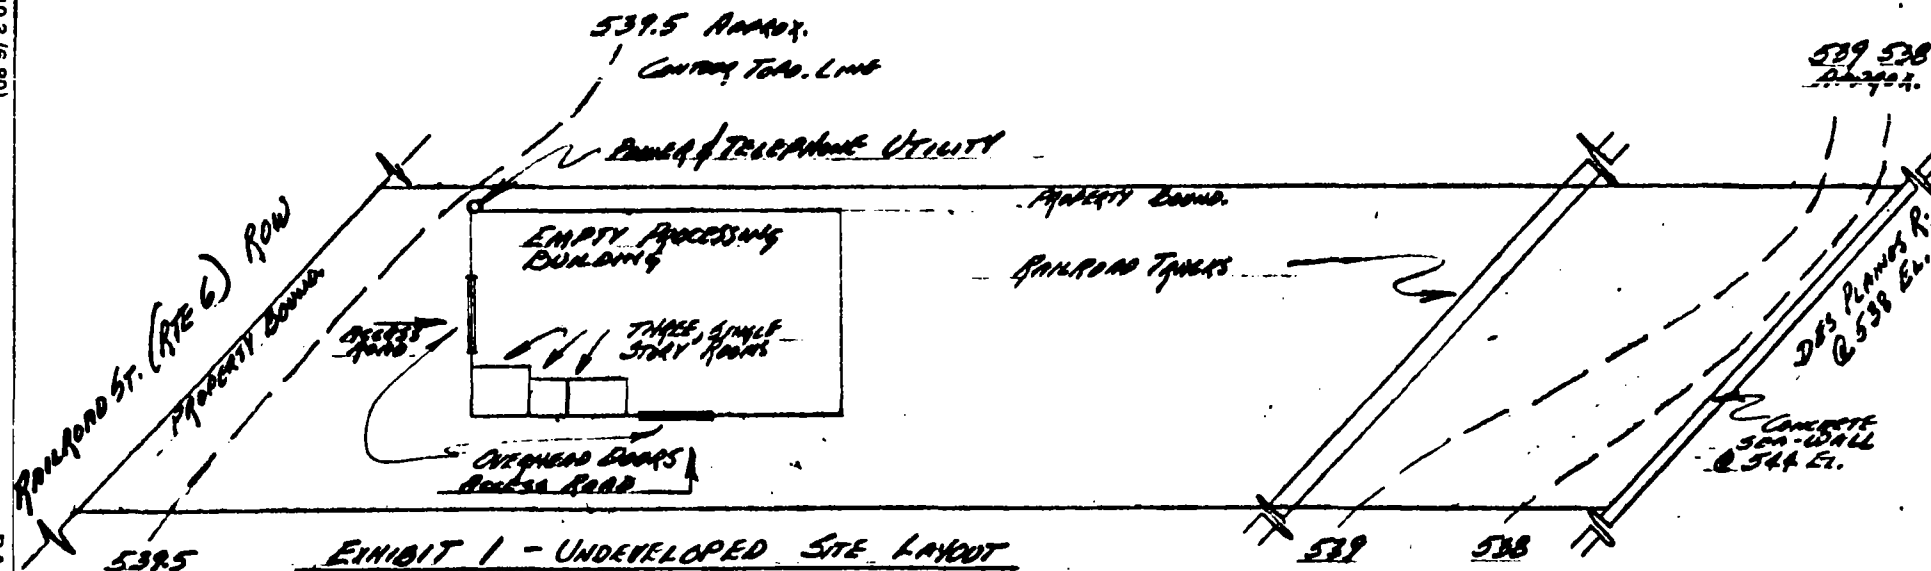 539.5 APPROX.
CONTOUR TOPO. LINE
539 538
APPROX.
POWER & TELEPHONE UTILITY
PROPERTY BOUND.
EMPTY PROCESSING
BUILDING
RAILROAD TRACKS
RAILROAD ST. (RTE 6) ROW
PROPERTY BOUND.
ACCESS
ROAD
THREE, SINGLE
STORY ROOMS
DES PLAINES R.
@ 538 EL.
CONCRETE
SEA-WALL
@ 544 EL.
OVERHEAD DOORS
ACCESS ROAD
539.5
EXHIBIT 1 - UNDEVELOPED SITE LAYOUT
539
538